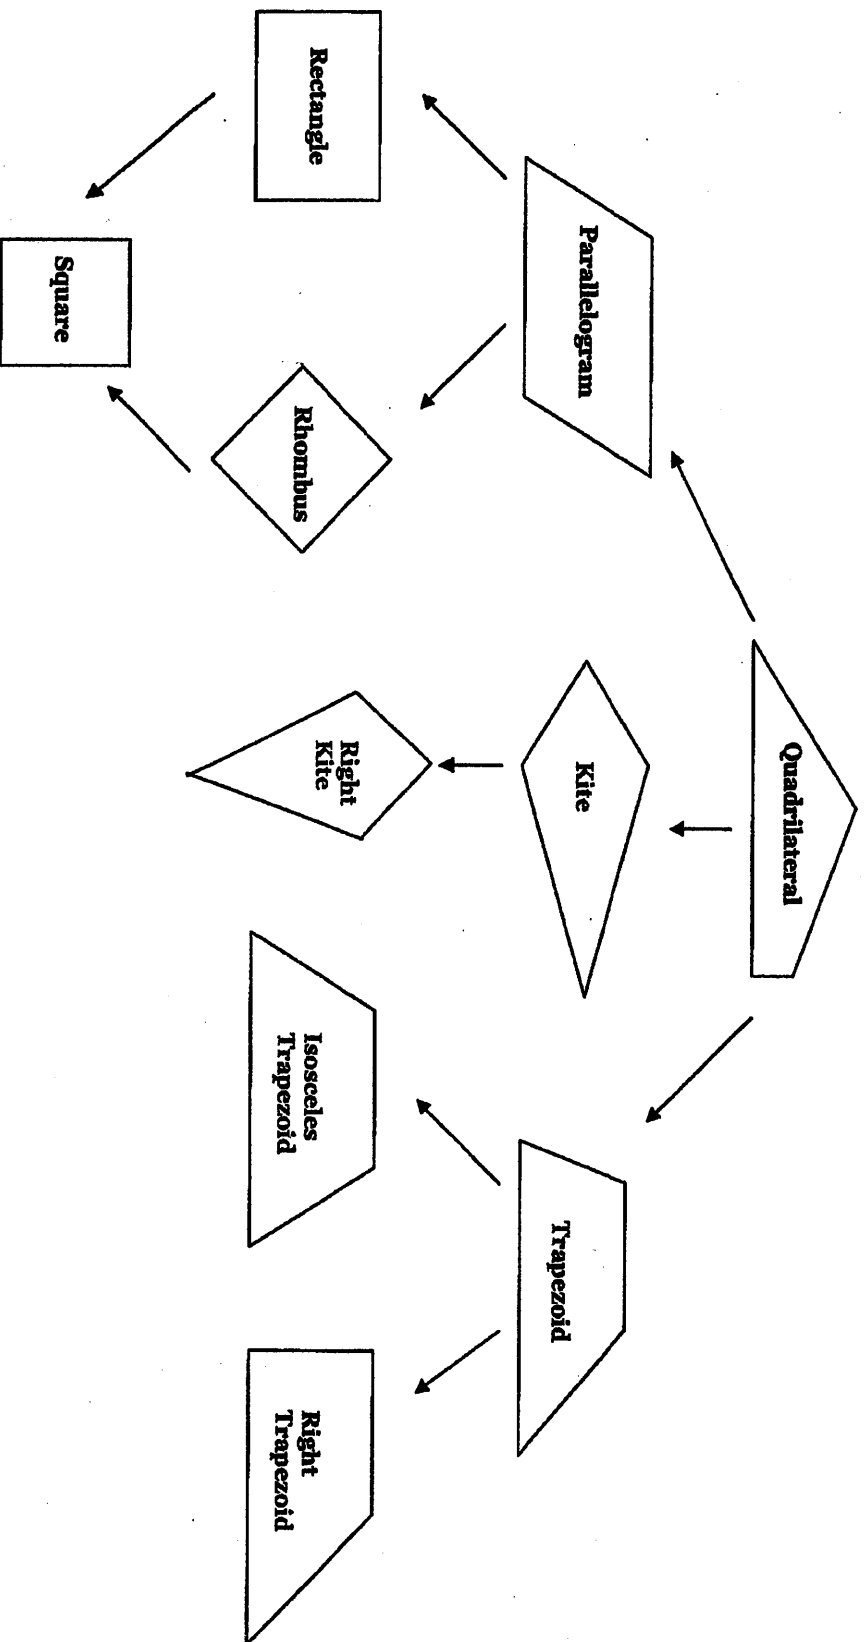 Quadrilateral
Parallelogram
Kite
Trapezoid
Rectangle
Rhombus
Right
Kite
Isosceles
Trapezoid
Right
Trapezoid
Square